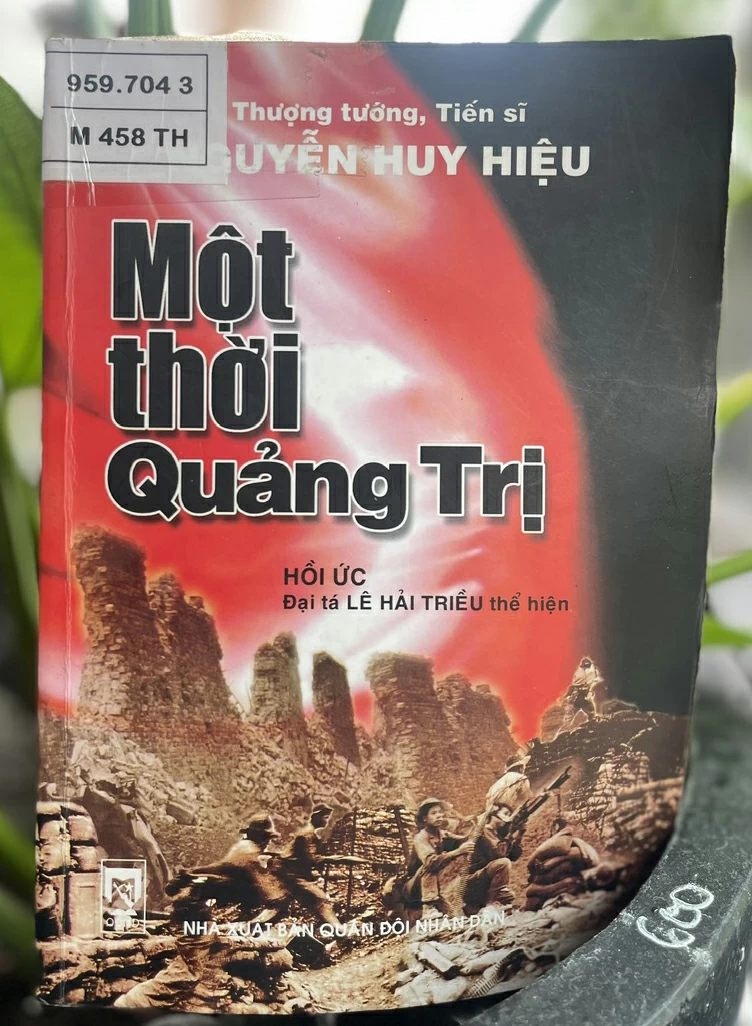 959.704 3
M 458 TH
Thượng tướng, Tiến sĩ
GUYỄN HUY HIỆU
Một
thời
Quảng Trị
HỒI ỨC
Đại tá LÊ HẢI TRIỀU thể hiện
NHÀ XUẤT BẢN QUÂN ĐỘI NHÂN DÂN
600